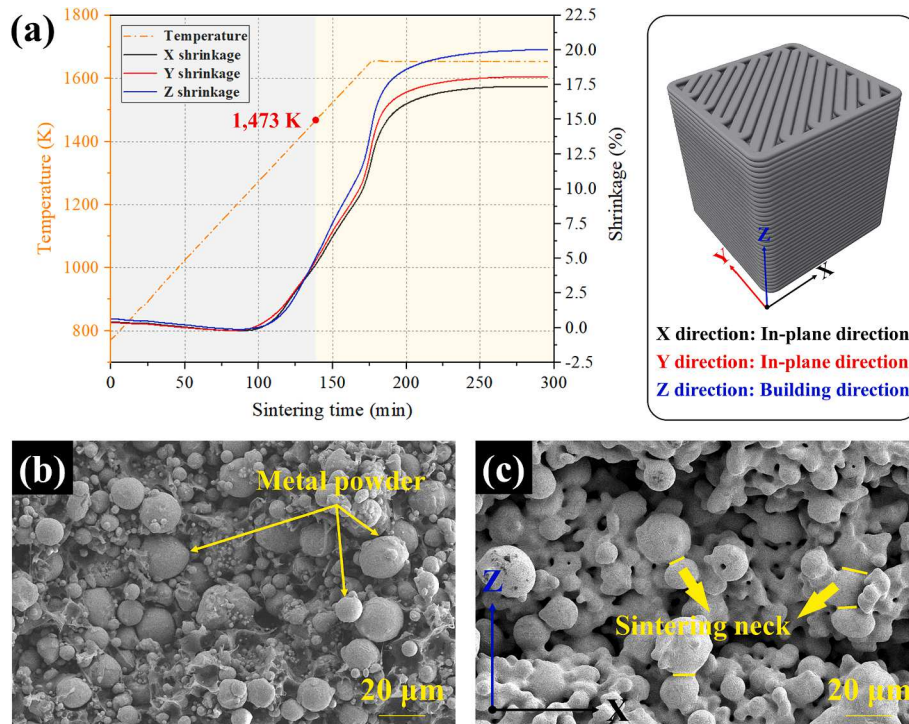 (a)
1800
1600
1400
1200
1000
800
Temperature (K)
22.5
20.0
17.5
15.0
12.5
10.0
7.5
5.0
2.5
0.0
-2.5
Shrinkage (%)
0
50
100
150
200
250
300
Sintering time (min)
Temperature
X shrinkage
Y shrinkage
Z shrinkage
1,473 K
Z
Y
X
X direction: In-plane direction
Y direction: In-plane direction
Z direction: Building direction
(b)
Metal powder
20 μm
(c)
Z
Sintering neck
X
20 μm